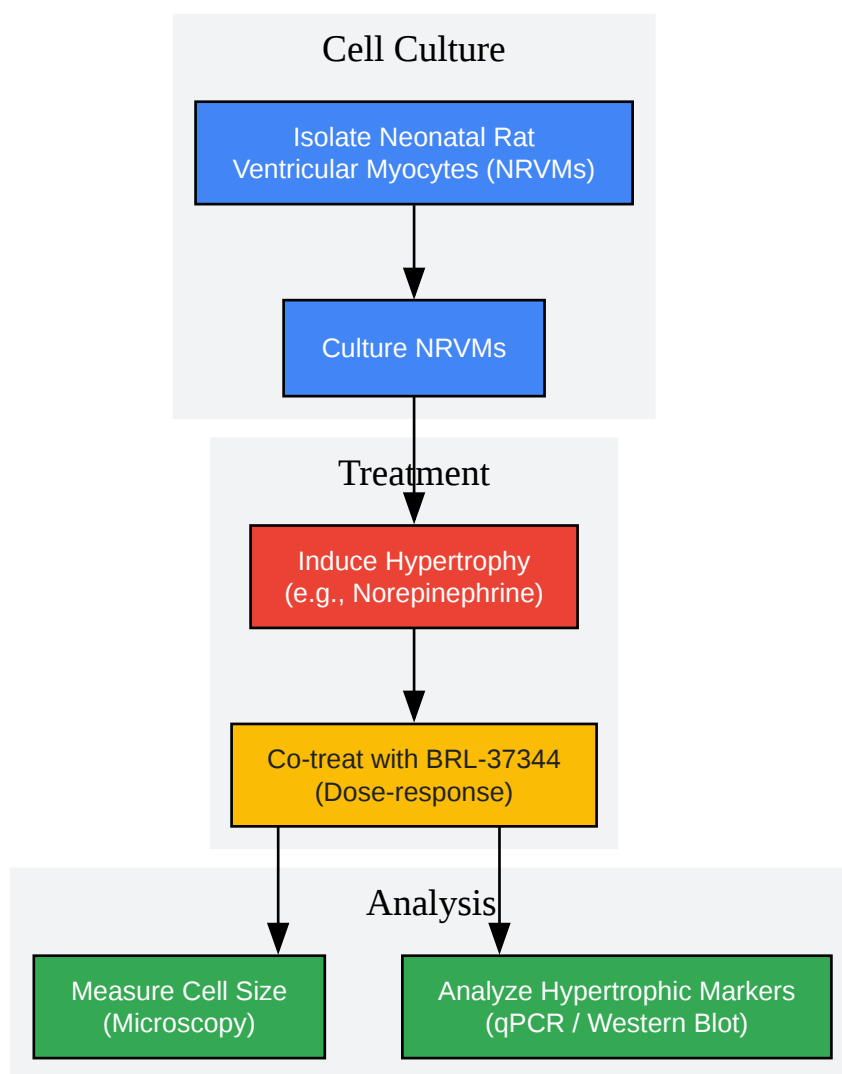 Cell Culture
Isolate Neonatal Rat
Ventricular Myocytes (NRVMs)
Culture NRVMs
Treatment
Induce Hypertrophy
(e.g., Norepinephrine)
Co-treat with BRL-37344
(Dose-response)
Analysis
Measure Cell Size
(Microscopy)
Analyze Hypertrophic Markers
(qPCR / Western Blot)